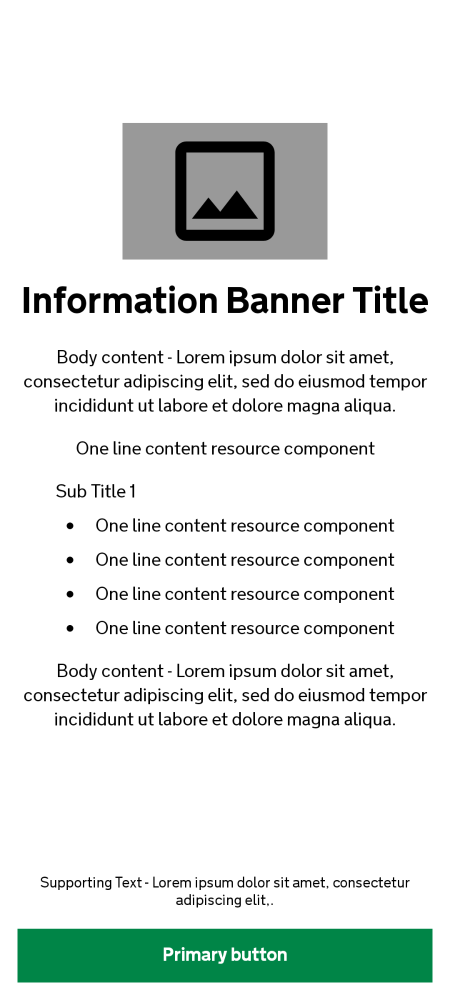 Information Banner Title
Body content - Lorem ipsum dolor sit amet,
consectetur adipiscing elit, sed do eiusmod tempor
incididunt ut labore et dolore magna aliqua.
One line content resource component
Sub Title 1
• One line content resource component
• One line content resource component
• One line content resource component
• One line content resource component
Body content - Lorem ipsum dolor sit amet,
consectetur adipiscing elit, sed do eiusmod tempor
incididunt ut labore et dolore magna aliqua.
Supporting Text - Lorem ipsum dolor sit amet, consectetur
adipiscing elit,.
Primary button